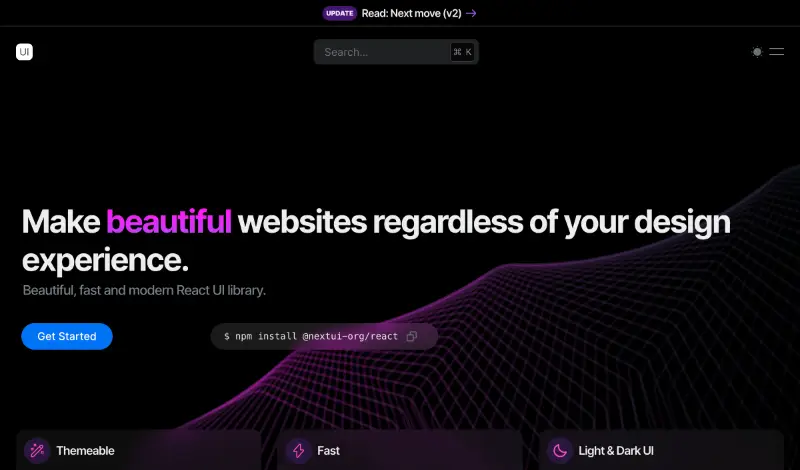 UPDATE Read: Next move (v2) →
UI
Search... ⌘ K
Make beautiful websites regardless of your design
experience.
Beautiful, fast and modern React UI library.
Get Started
$ npm install @nextui-org/react
Themeable
Fast
Light & Dark UI